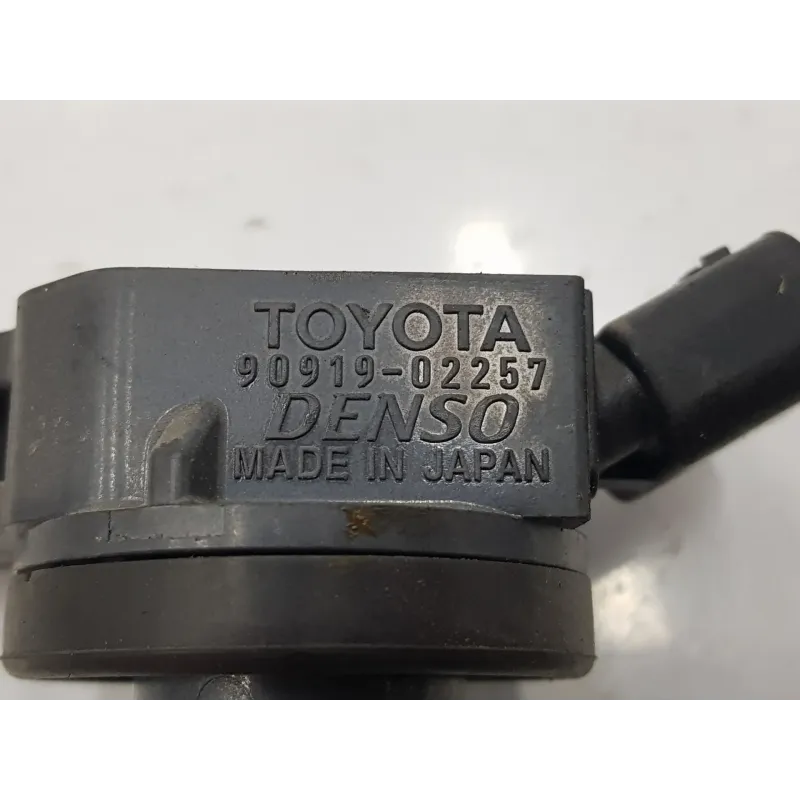 TOYOTA
90919-02257
DENSO
MADE IN JAPAN